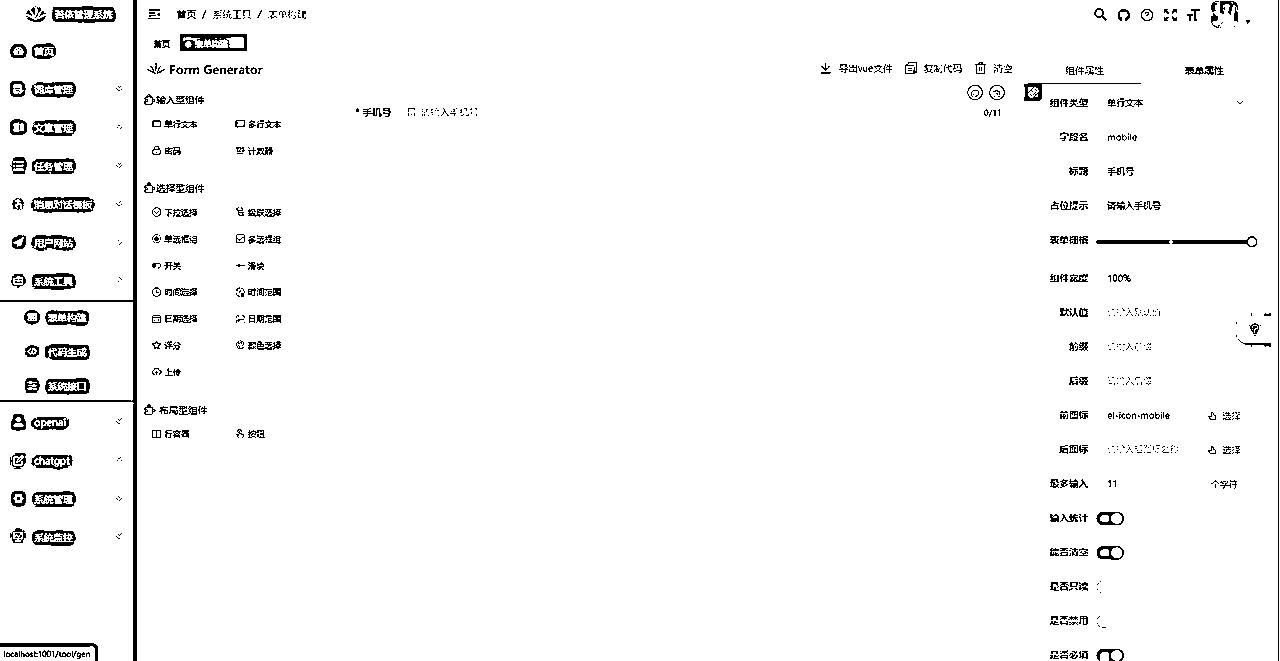 若依管理系统
首页 / 系统工具 / 表单构建
首页
表单构建
首页
文章管理
任务管理
用户网站
系统工具
表单构建
代码生成
系统接口
openai
chatgpt
系统管理
系统监控
localhost:1001/tool/gen
Form Generator
输入型组件
单行文本 多行文本
密码 计数器
选择型组件
下拉选择 级联选择
单选框组 多选框组
开关 滑块
时间选择 时间范围
日期选择 日期范围
评分 颜色选择
上传
布局型组件
行容器 按钮
导出vue文件 复制代码 清空
* 手机号 请输入手机号
0/11
组件属性 表单属性
组件类型 单行文本
字段名 mobile
标题 手机号
占位提示 请输入手机号
表单栅格
组件宽度 100%
默认值 请输入默认值
前缀 请输入前缀
后缀 请输入后缀
前图标 el-icon-mobile 选择
后图标 请输入后图标名称 选择
最多输入 11 个字符
输入统计
能否清空
是否只读
是否禁用
是否必填